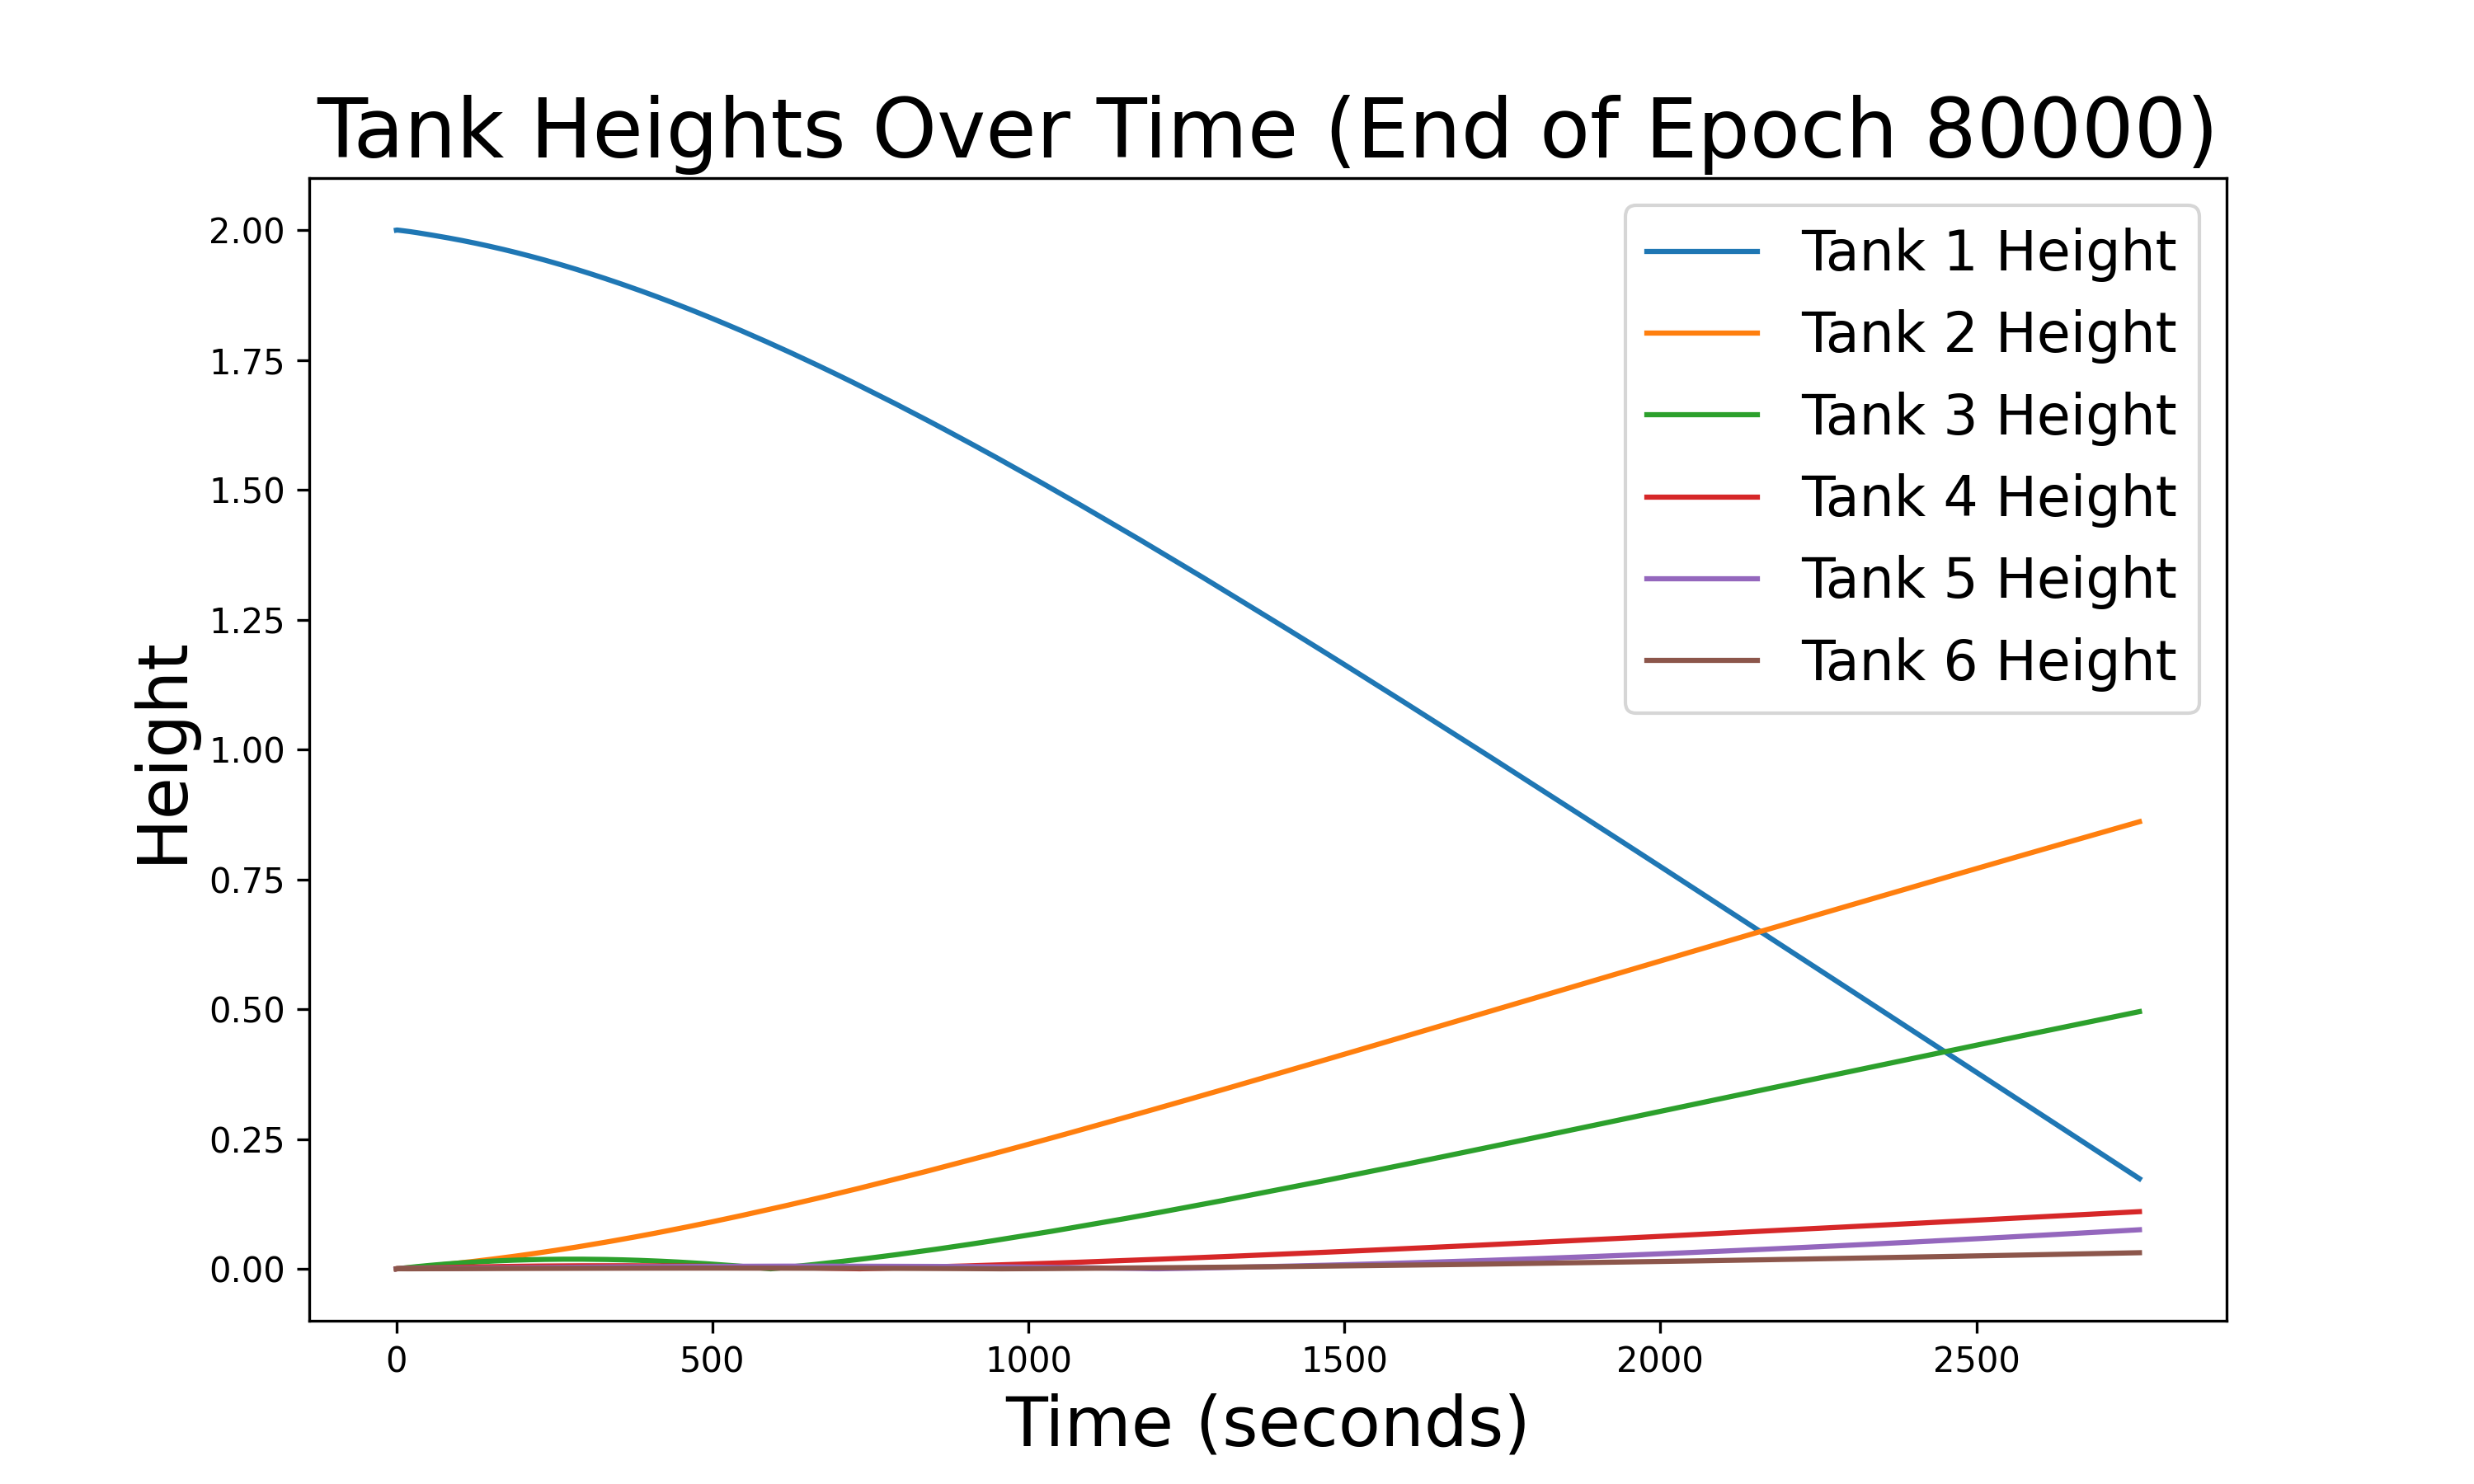 Tank Heights Over Time (End of Epoch 80000)
Tank 1 Height
Tank 2 Height
Tank 3 Height
Tank 4 Height
Tank 5 Height
Tank 6 Height
Height
2.00
1.75
1.50
1.25
1.00
0.75
0.50
0.25
0.00
0 500 1000 1500 2000 2500
Time (seconds)